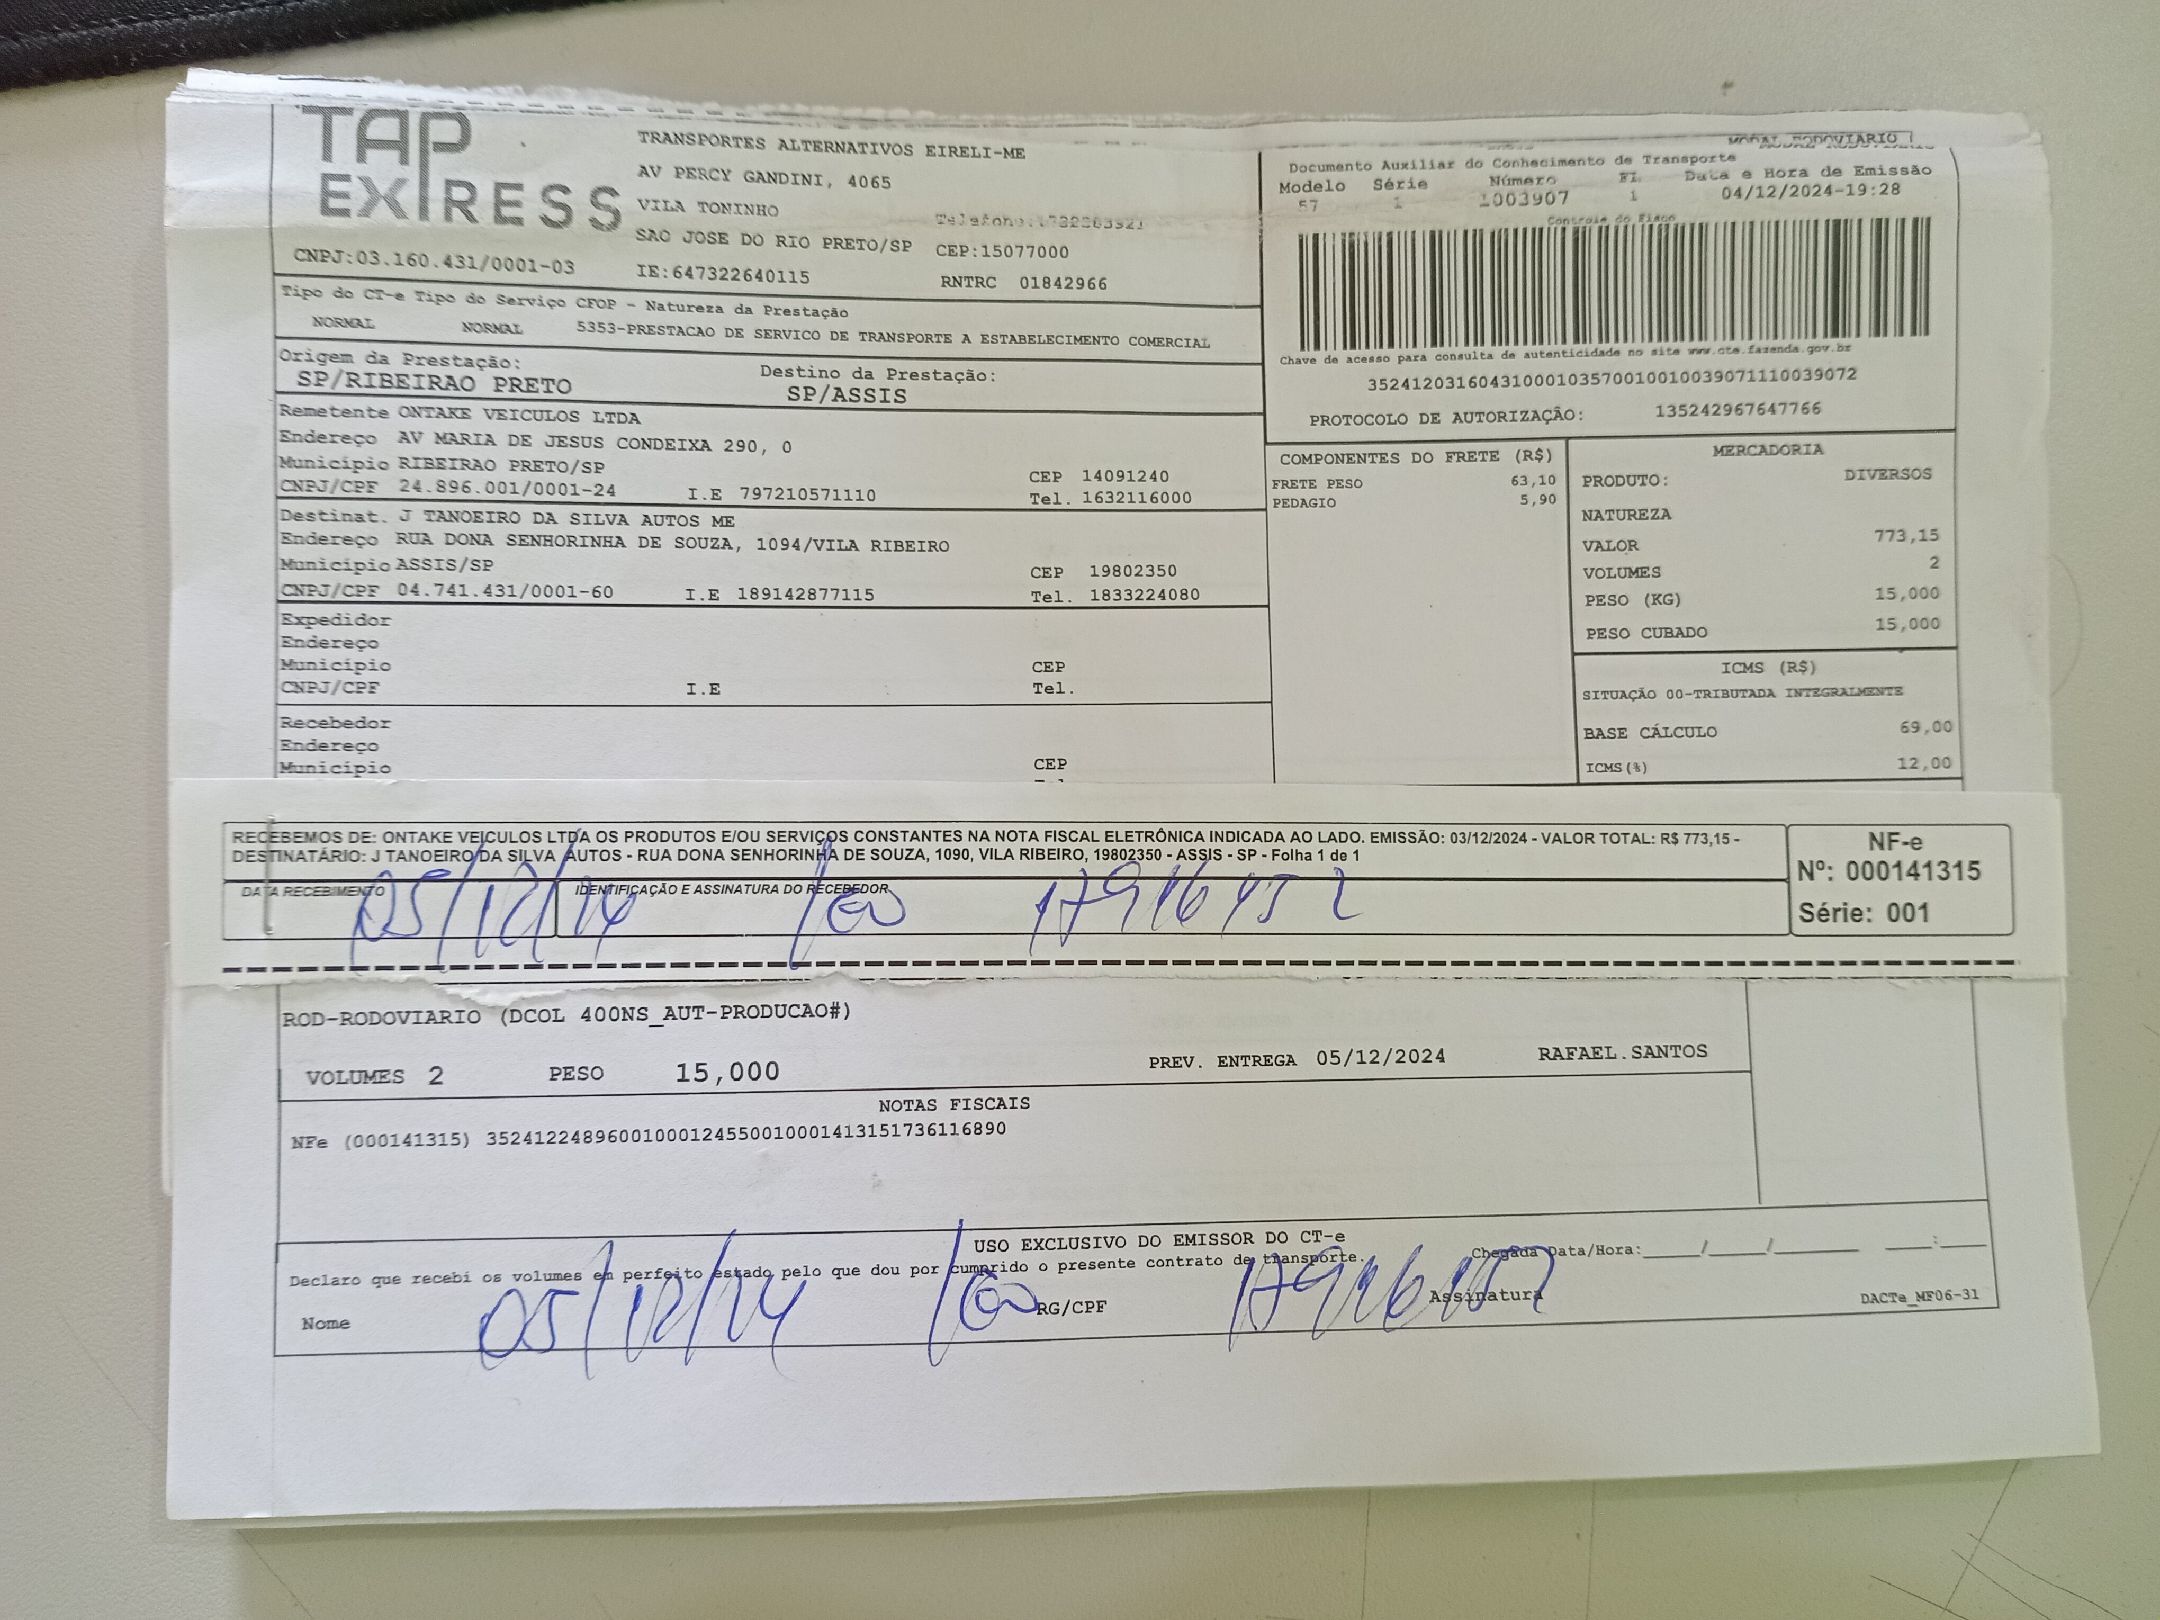 TAP
EXPRESS
TRANSPORTES ALTERNATIVOS EIRELI-ME
AV PERCY GANDINI, 4065
VILA TONINHO
SAO JOSE DO RIO PRETO/SP CEP:15077000
CNPJ:03.160.431/0001-03 IE:647322640115 RNTRC 01842966
MODAL RODOVIARIO
Documento Auxiliar do Conhecimento de Transporte
Modelo Série Número FL Data e Hora de Emissão
57 1 1003907 1 04/12/2024-19:28
Controle do Fisco
Chave de acesso para consulta de autenticidade no site www.cte.fazenda.gov.br
35241203160431000103570010010039071110039072
PROTOCOLO DE AUTORIZAÇÃO: 135242967647766
Tipo do CT-e Tipo do Serviço CFOP - Natureza da Prestação
NORMAL NORMAL 5353-PRESTACAO DE SERVICO DE TRANSPORTE A ESTABELECIMENTO COMERCIAL
Origem da Prestação: Destino da Prestação:
SP/RIBEIRAO PRETO SP/ASSIS
Remetente ONTAKE VEICULOS LTDA
Endereço AV MARIA DE JESUS CONDEIXA 290, 0
Município RIBEIRAO PRETO/SP CEP 14091240
CNPJ/CPF 24.896.001/0001-24 I.E 797210571110 Tel. 1632116000
Destinat. J TANOEIRO DA SILVA AUTOS ME
Endereço RUA DONA SENHORINHA DE SOUZA, 1094/VILA RIBEIRO
Município ASSIS/SP CEP 19802350
CNPJ/CPF 04.741.431/0001-60 I.E 189142877115 Tel. 1833224080
Expedidor
Endereço
Município CEP
CNPJ/CPF I.E Tel.
Recebedor
Endereço
Município CEP
COMPONENTES DO FRETE (R$)
FRETE PESO 63,10
PEDAGIO 5,90
MERCADORIA
PRODUTO: DIVERSOS
NATUREZA
VALOR 773,15
VOLUMES 2
PESO (KG) 15,000
PESO CUBADO 15,000
ICMS (R$)
SITUAÇÃO 00-TRIBUTADA INTEGRALMENTE
BASE CÁLCULO 69,00
ICMS(%) 12,00
RECEBEMOS DE: ONTAKE VEICULOS LTDA OS PRODUTOS E/OU SERVIÇOS CONSTANTES NA NOTA FISCAL ELETRÔNICA INDICADA AO LADO. EMISSÃO: 03/12/2024 - VALOR TOTAL: R$ 773,15 -
DESTINATÁRIO: J TANOEIRO DA SILVA AUTOS - RUA DONA SENHORINHA DE SOUZA, 1090, VILA RIBEIRO, 19802350 - ASSIS - SP - Folha 1 de 1
DATA RECEBIMENTO IDENTIFICAÇÃO E ASSINATURA DO RECEBEDOR
05/12/24
NF-e
Nº: 000141315
Série: 001
ROD-RODOVIARIO (DCOL 400NS_AUT-PRODUCAO#)
VOLUMES 2 PESO 15,000 PREV. ENTREGA 05/12/2024 RAFAEL.SANTOS
NOTAS FISCAIS
NFe (000141315) 35241224896001000124550010001413151736116890
USO EXCLUSIVO DO EMISSOR DO CT-e
Declaro que recebi os volumes em perfeito estado pelo que dou por cumprido o presente contrato de transporte. Chegada Data/Hora:____/____/______ ___:___
Nome 05/12/24 RG/CPF Assinatura DACTe_MF06-31